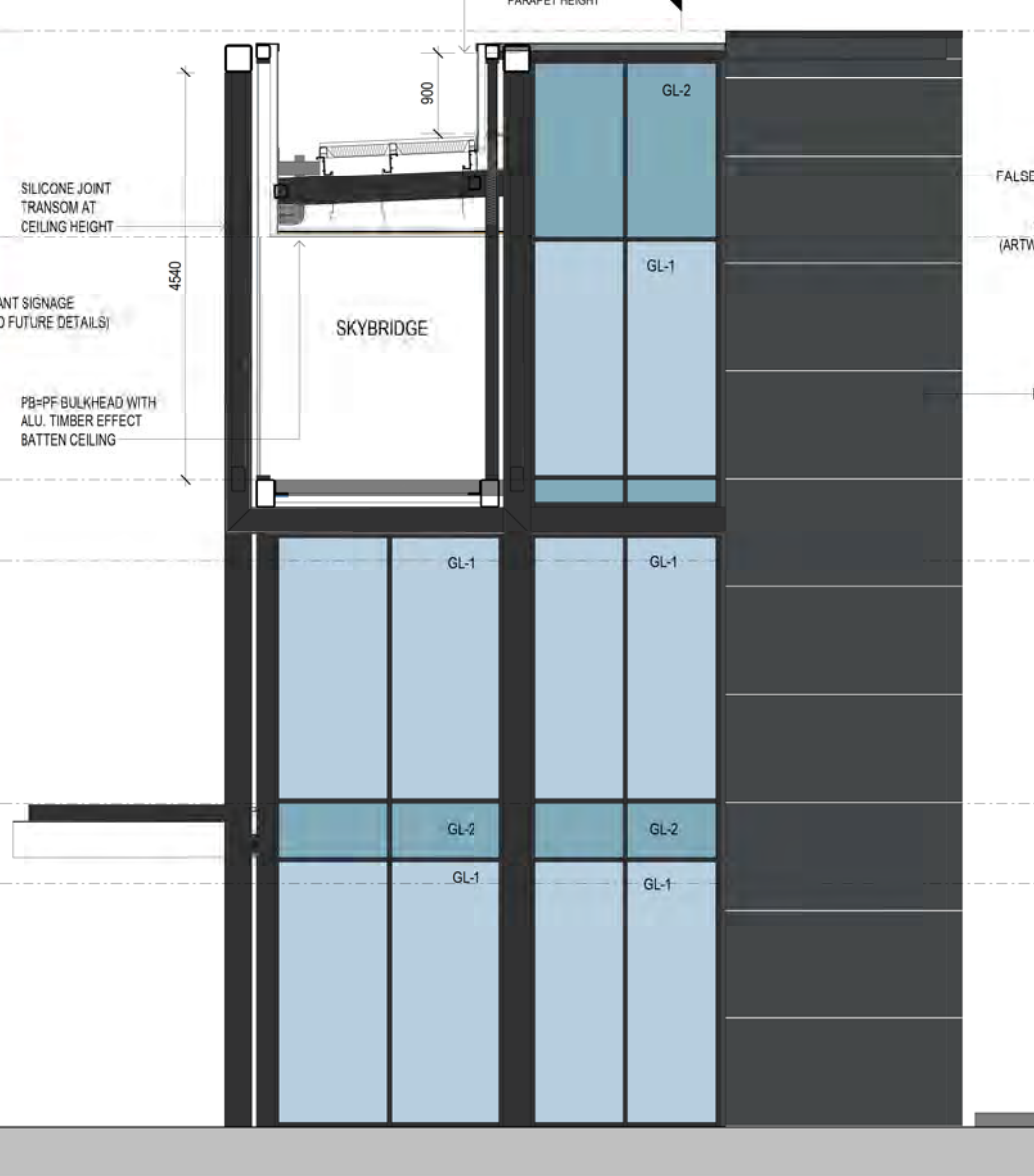 PARAPET HEIGHT
900
GL-2
SILICONE JOINT
TRANSOM AT
CEILING HEIGHT
FALSE
(ARTW
GL-1
4540
ANT SIGNAGE
FUTURE DETAILS)
SKYBRIDGE
PB=PF BULKHEAD WITH
ALU. TIMBER EFFECT
BATTEN CEILING
GL-1
GL-1
GL-2
GL-2
GL-1
GL-1